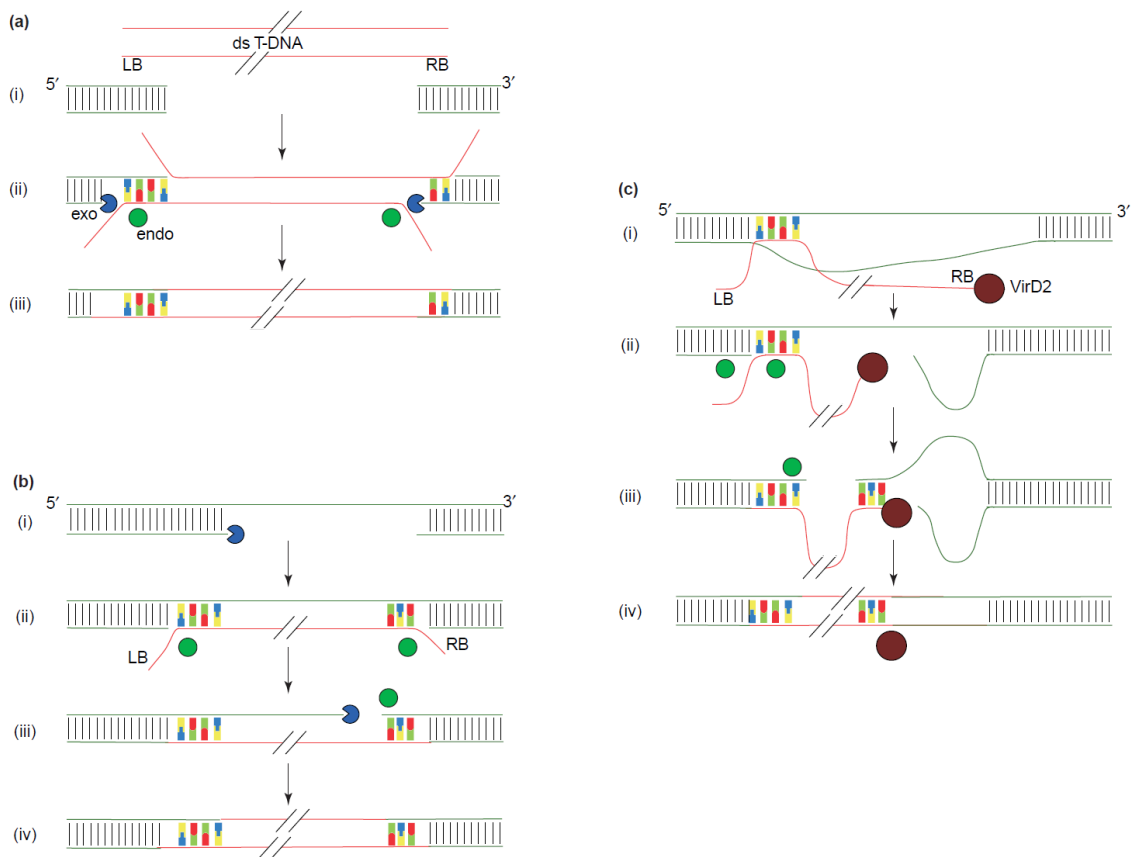 (a)
ds T-DNA
LB RB
5′ 3′
(i)
(ii)
exo
endo
(iii)
(b)
5′ 3′
(i)
(ii)
LB RB
(iii)
(iv)
(c)
5′ 3′
(i)
RB
LB VirD2
(ii)
(iii)
(iv)